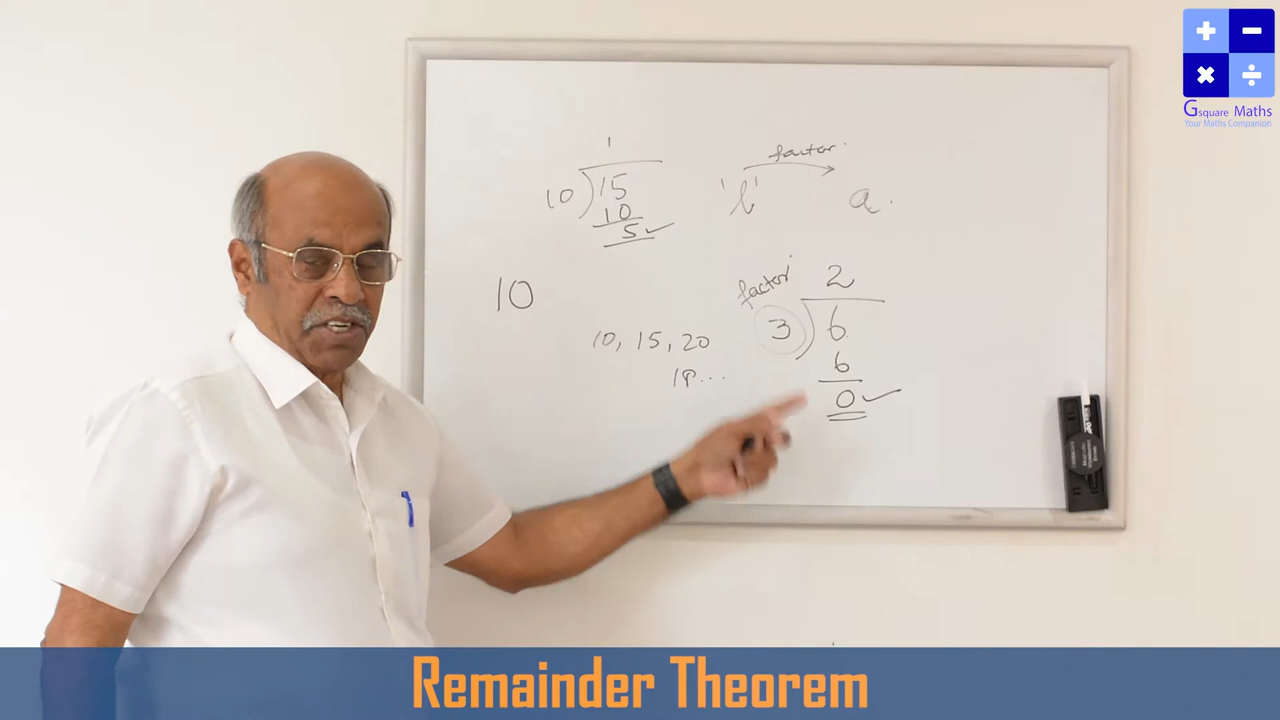 Gsquare Maths
Your Maths Companion
factor.
1
10)15
10
5 ✓
'b'
a.
10
factor
2
3)6
6
0 ✓
10, 15, 20
18...
Remainder Theorem